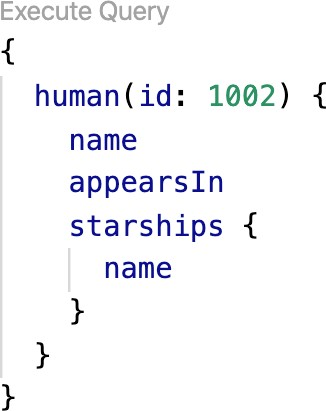 Execute Query
{
  human(id: 1002) {
    name
    appearsIn
    starships {
      name
    }
  }
}